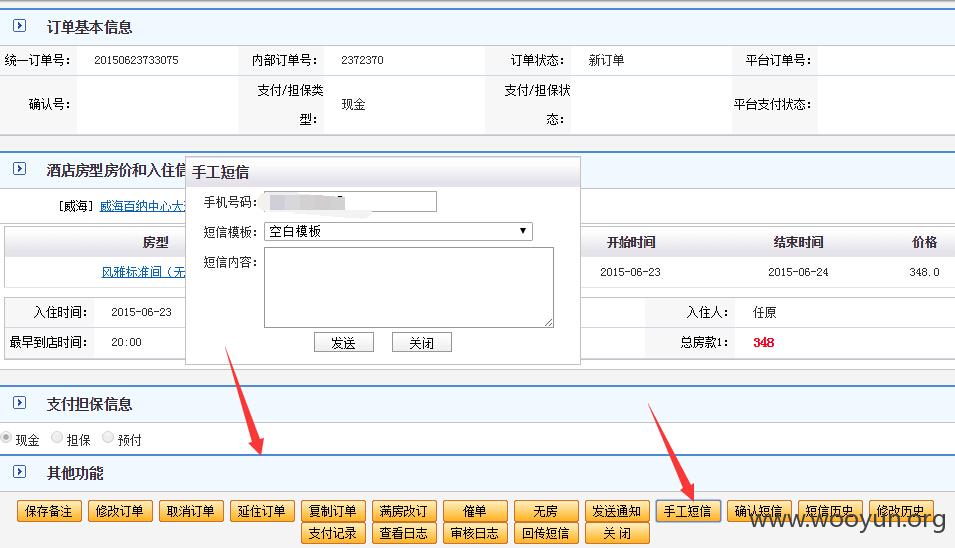 订单基本信息
统一订单号： 20150623733075 内部订单号： 2372370 订单状态： 新订单 平台订单号：
确认号： 支付/担保类型： 现金 支付/担保状态： 平台支付状态：
酒店房型房价和入住信
[威海] 威海百纳中心大
房型 开始时间 结束时间 价格
风雅标准间（无 2015-06-23 2015-06-24 348.0
入住时间： 2015-06-23 入住人： 任原
最早到店时间： 20:00 总房款1： 348
手工短信
手机号码：
短信模板： 空白模板
短信内容：
发送 关闭
支付担保信息
现金 担保 预付
其他功能
保存备注 修改订单 取消订单 延住订单 复制订单 满房改订 催单 无房 发送通知 手工短信 确认短信 短信历史 修改历史
支付记录 查看日志 审核日志 回传短信 关 闭
www.wooyun.org